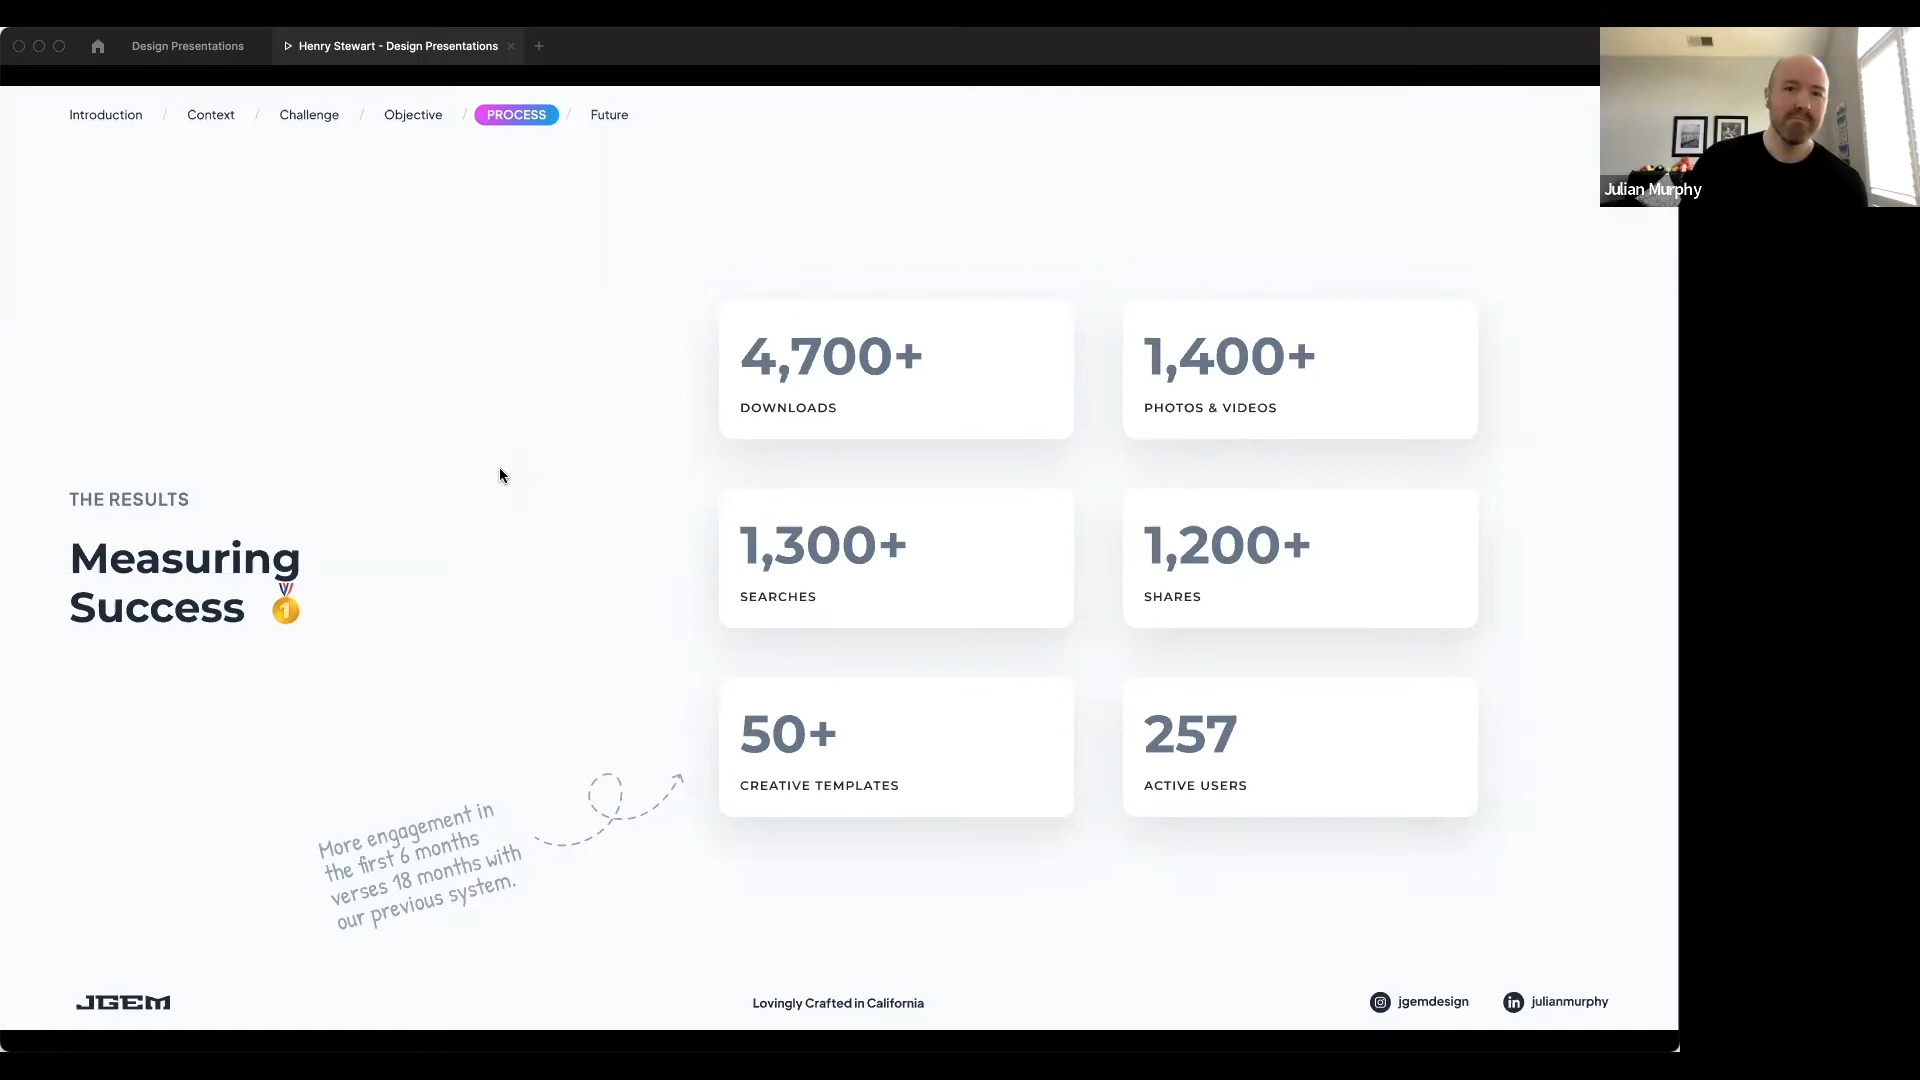 Design Presentations
Henry Stewart - Design Presentations
Introduction / Context / Challenge / Objective / PROCESS / Future
Julian Murphy
4,700+
DOWNLOADS
1,400+
PHOTOS & VIDEOS
THE RESULTS
Measuring
Success
1
1,300+
SEARCHES
1,200+
SHARES
50+
CREATIVE TEMPLATES
257
ACTIVE USERS
More engagement in
the first 6 months
verses 18 months with
our previous system.
JGEM
Lovingly Crafted in California
jgemdesign
in julianmurphy